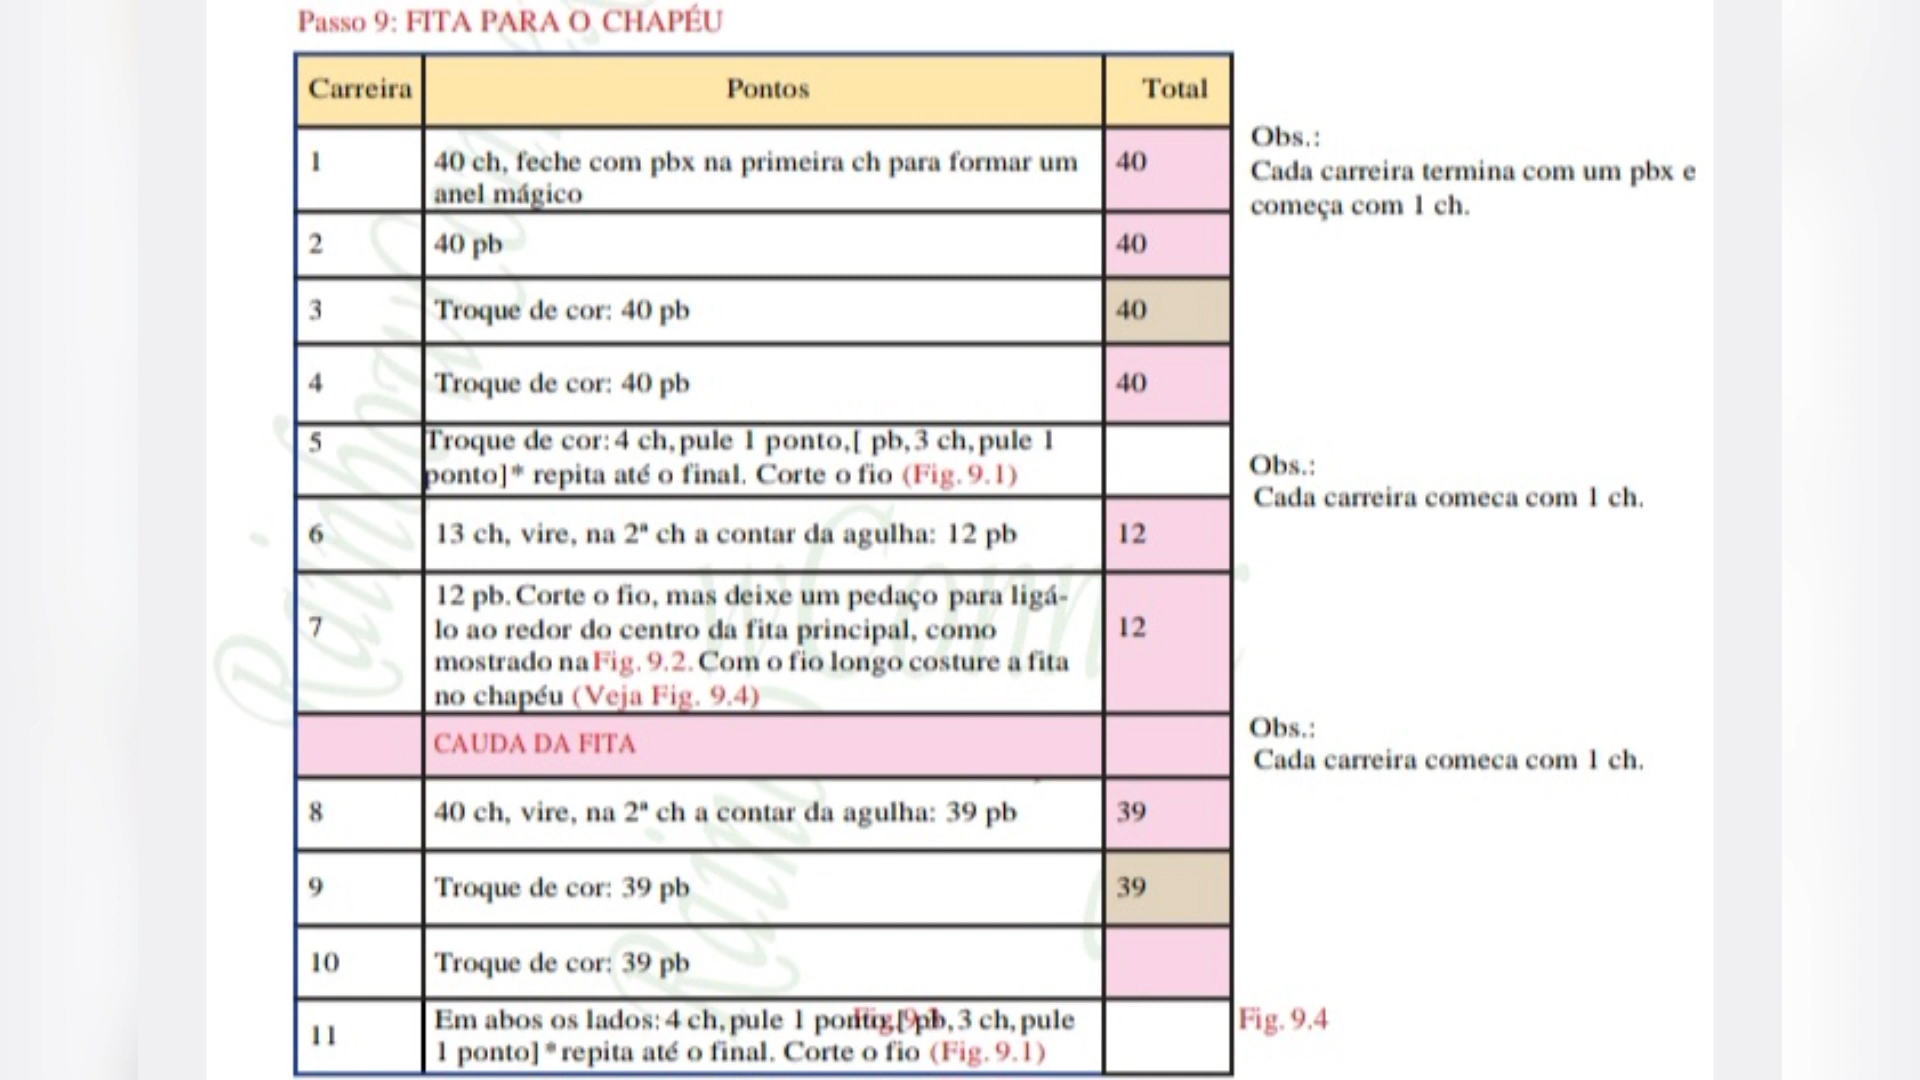 Passo 9: FITA PARA O CHAPÉU
Carreira Pontos Total
1 40 ch, feche com pbx na primeira ch para formar um 40
anel mágico
Obs.:
Cada carreira termina com um pbx e
começa com 1 ch.
2 40 pb 40
3 Troque de cor: 40 pb 40
4 Troque de cor: 40 pb 40
5 Troque de cor: 4 ch, pule 1 ponto,[ pb, 3 ch, pule 1
ponto]* repita até o final. Corte o fio (Fig. 9.1)
Obs.:
Cada carreira comeca com 1 ch.
6 13 ch, vire, na 2ª ch a contar da agulha: 12 pb 12
7 12 pb. Corte o fio, mas deixe um pedaço para ligá- 12
lo ao redor do centro da fita principal, como
mostrado na Fig. 9.2. Com o fio longo costure a fita
no chapéu (Veja Fig. 9.4)
CAUDA DA FITA
Obs.:
Cada carreira comeca com 1 ch.
8 40 ch, vire, na 2ª ch a contar da agulha: 39 pb 39
9 Troque de cor: 39 pb 39
10 Troque de cor: 39 pb
11 Em abos os lados: 4 ch, pule 1 ponto,[ pb, 3 ch, pule
1 ponto] * repita até o final. Corte o fio (Fig. 9.1)
Fig. 9.4